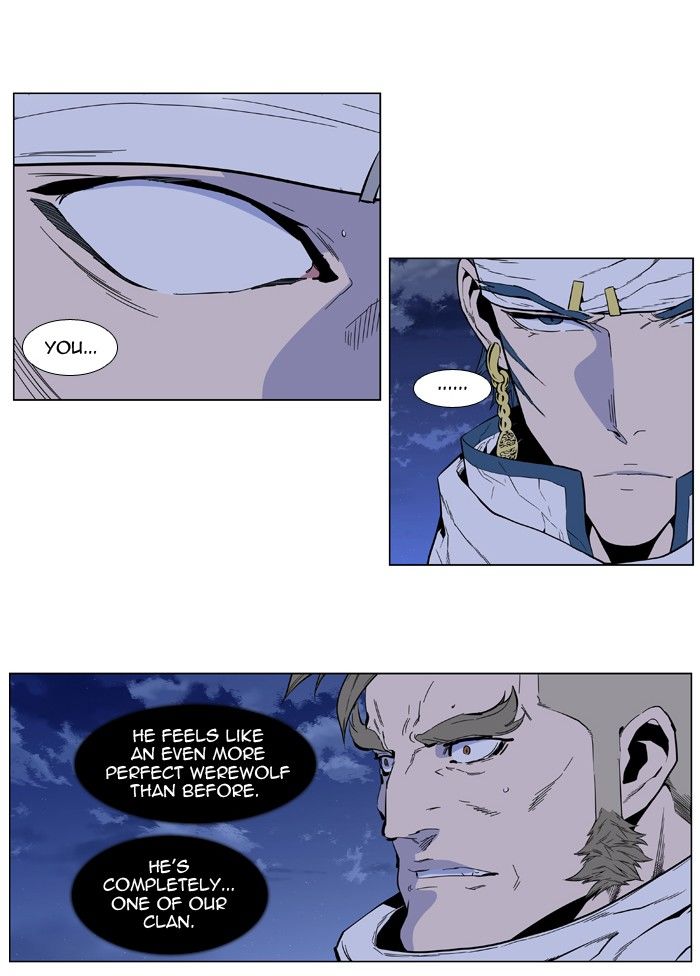 YOU...
......
HE FEELS LIKE
AN EVEN MORE
PERFECT WEREWOLF
THAN BEFORE.
HE'S
COMPLETELY...
ONE OF OUR
CLAN.